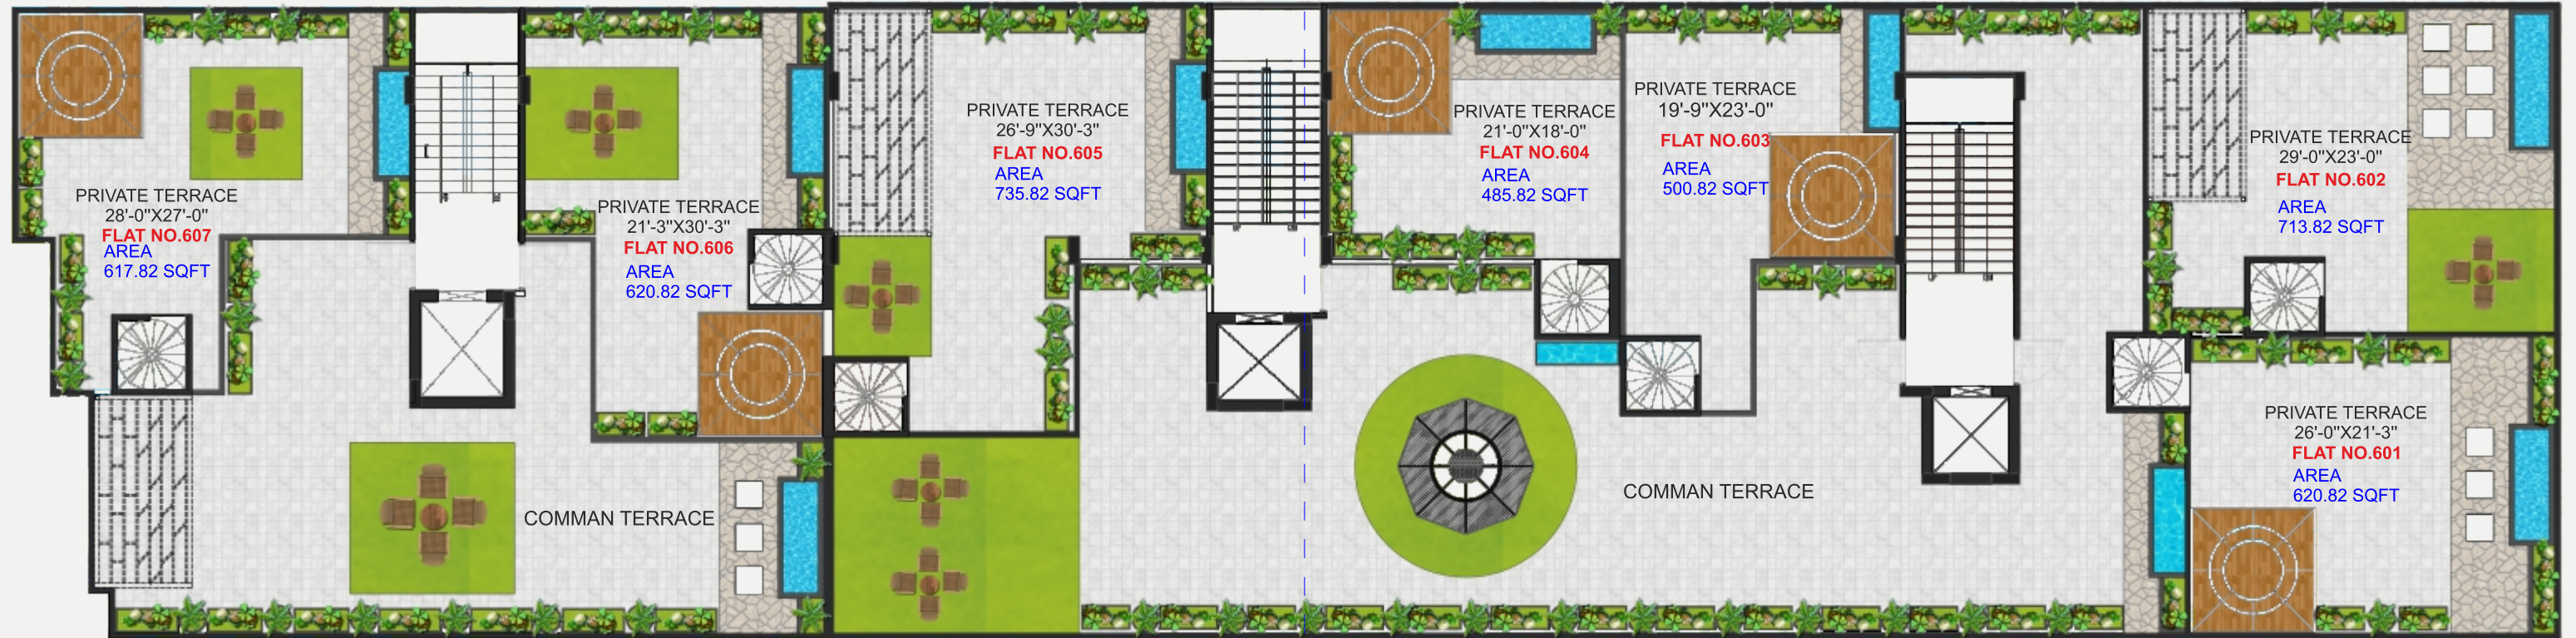 PRIVATE TERRACE
28'-0"X27'-0"
FLAT NO.607
AREA
617.82 SQFT
PRIVATE TERRACE
21'-3"X30'-3"
FLAT NO.606
AREA
620.82 SQFT
PRIVATE TERRACE
26'-9"X30'-3"
FLAT NO.605
AREA
735.82 SQFT
PRIVATE TERRACE
21'-0"X18'-0"
FLAT NO.604
AREA
485.82 SQFT
PRIVATE TERRACE
19'-9"X23'-0"
FLAT NO.603
AREA
500.82 SQFT
PRIVATE TERRACE
29'-0"X23'-0"
FLAT NO.602
AREA
713.82 SQFT
PRIVATE TERRACE
26'-0"X21'-3"
FLAT NO.601
AREA
620.82 SQFT
COMMAN TERRACE
COMMAN TERRACE